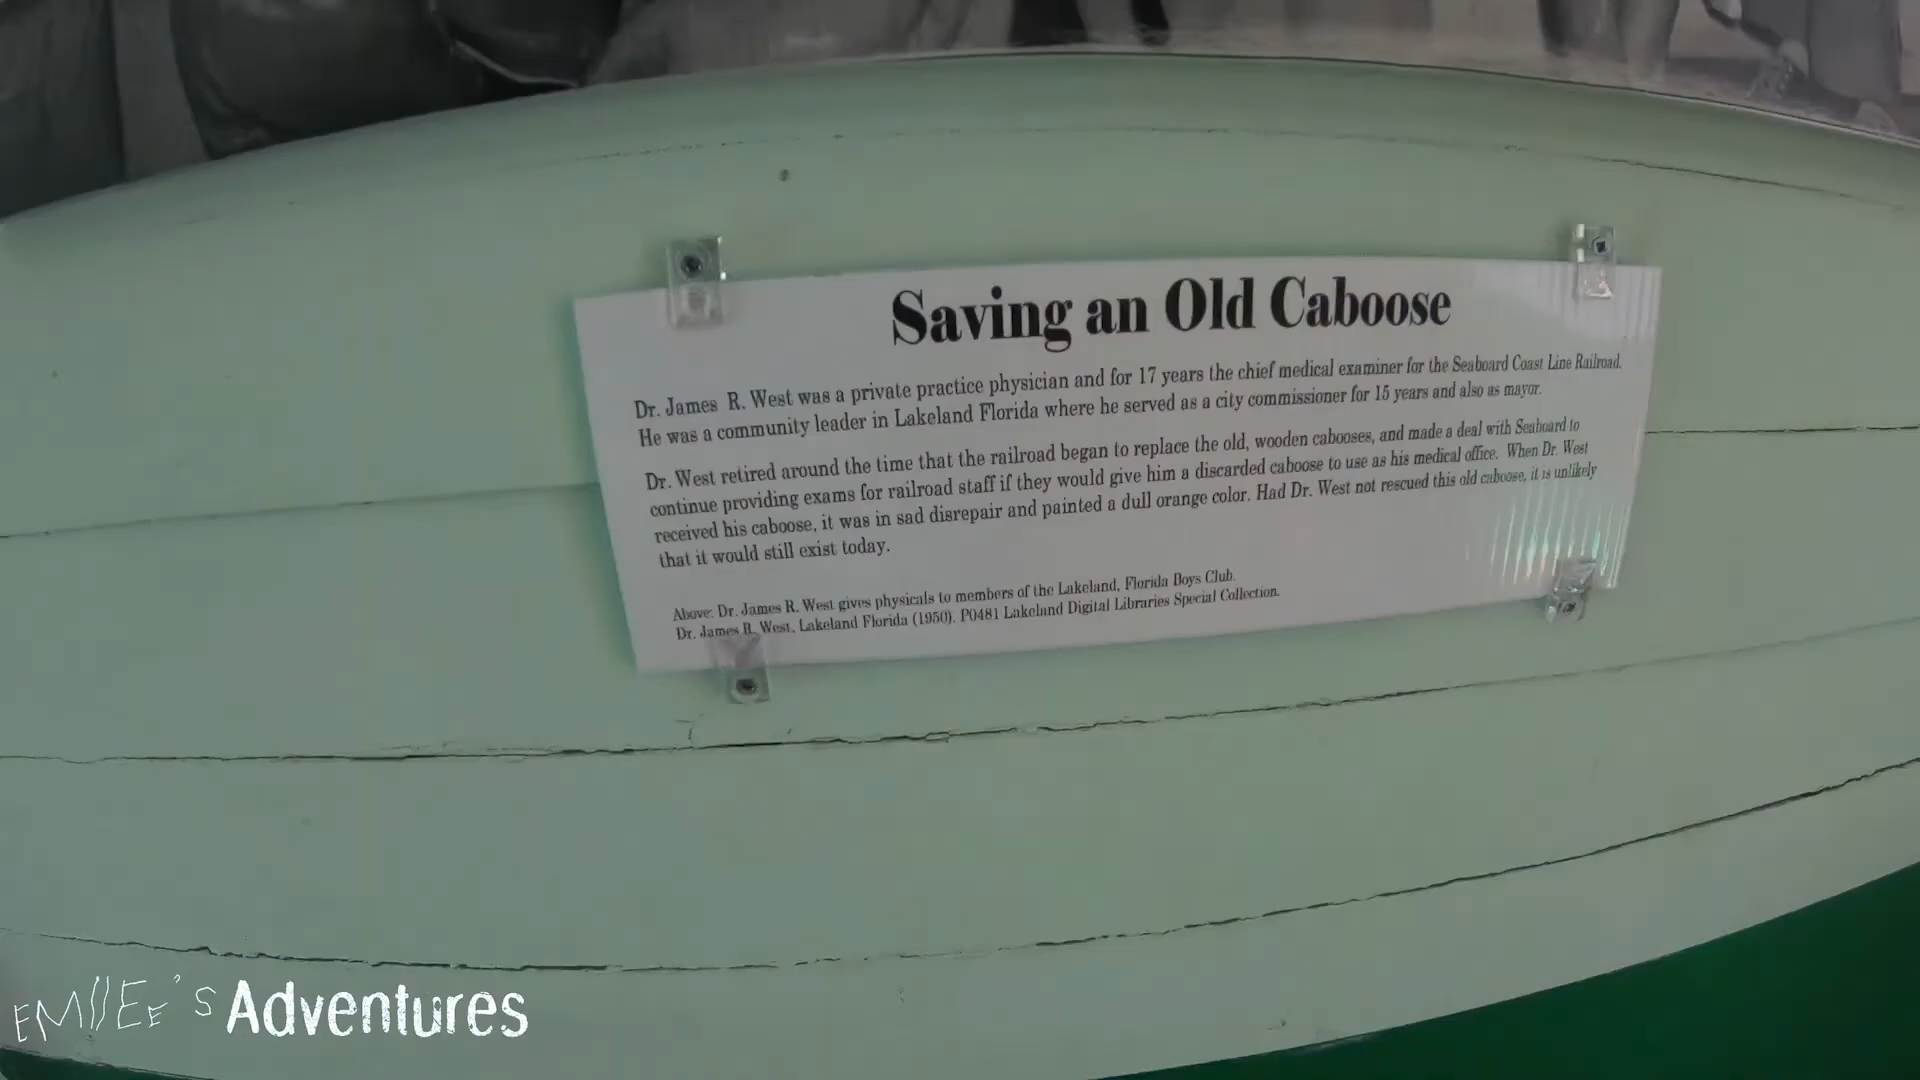 Saving an Old Caboose
Dr. James R. West was a private practice physician and for 17 years the chief medical examiner for the Seaboard Coast Line Railroad.
He was a community leader in Lakeland Florida where he served as a city commissioner for 15 years and also as mayor.
Dr. West retired around the time that the railroad began to replace the old, wooden cabooses, and made a deal with Seaboard to
continue providing exams for railroad staff if they would give him a discarded caboose to use as his medical office. When Dr. West
received his caboose, it was in sad disrepair and painted a dull orange color. Had Dr. West not rescued this old caboose, it is unlikely
that it would still exist today.
Above: Dr. James R. West gives physicals to members of the Lakeland, Florida Boys Club.
Dr. James R. West, Lakeland Florida (1950). P0481 Lakeland Digital Libraries Special Collection.
EMILEE's Adventures